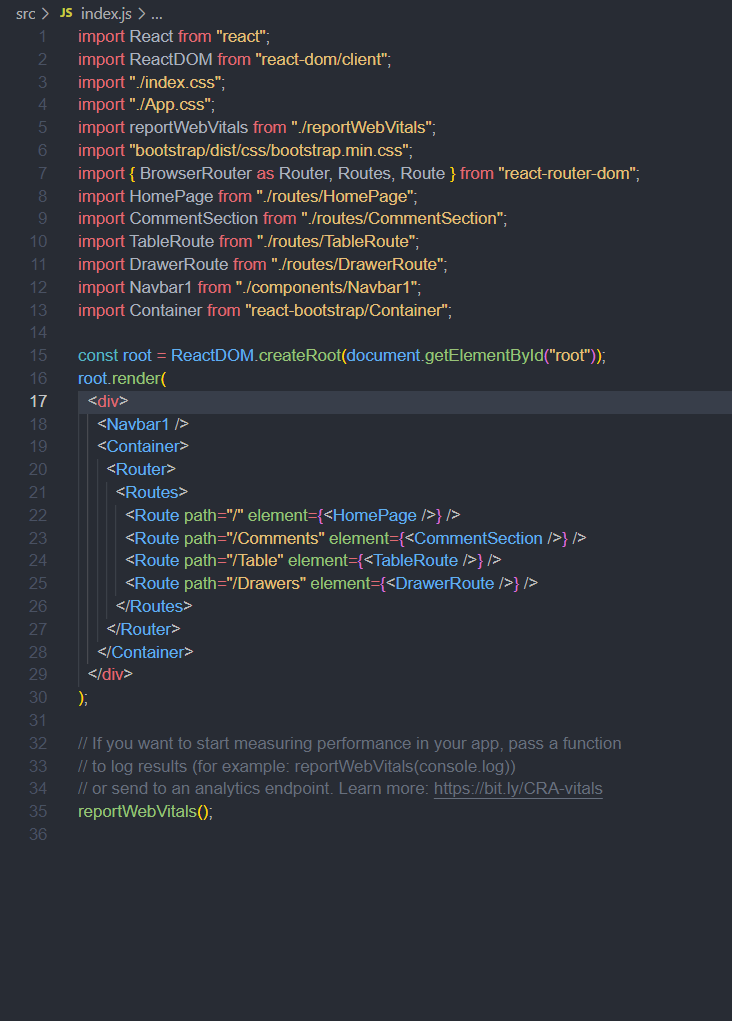 src > JS index.js > ...
1 import React from "react";
2 import ReactDOM from "react-dom/client";
3 import "./index.css";
4 import "./App.css";
5 import reportWebVitals from "./reportWebVitals";
6 import "bootstrap/dist/css/bootstrap.min.css";
7 import { BrowserRouter as Router, Routes, Route } from "react-router-dom";
8 import HomePage from "./routes/HomePage";
9 import CommentSection from "./routes/CommentSection";
10 import TableRoute from "./routes/TableRoute";
11 import DrawerRoute from "./routes/DrawerRoute";
12 import Navbar1 from "./components/Navbar1";
13 import Container from "react-bootstrap/Container";
14
15 const root = ReactDOM.createRoot(document.getElementById("root"));
16 root.render(
17 <div>
18 <Navbar1 />
19 <Container>
20 <Router>
21 <Routes>
22 <Route path="/" element={<HomePage />} />
23 <Route path="/Comments" element={<CommentSection />} />
24 <Route path="/Table" element={<TableRoute />} />
25 <Route path="/Drawers" element={<DrawerRoute />} />
26 </Routes>
27 </Router>
28 </Container>
29 </div>
30 );
31
32 // If you want to start measuring performance in your app, pass a function
33 // to log results (for example: reportWebVitals(console.log))
34 // or send to an analytics endpoint. Learn more: https://bit.ly/CRA-vitals
35 reportWebVitals();
36